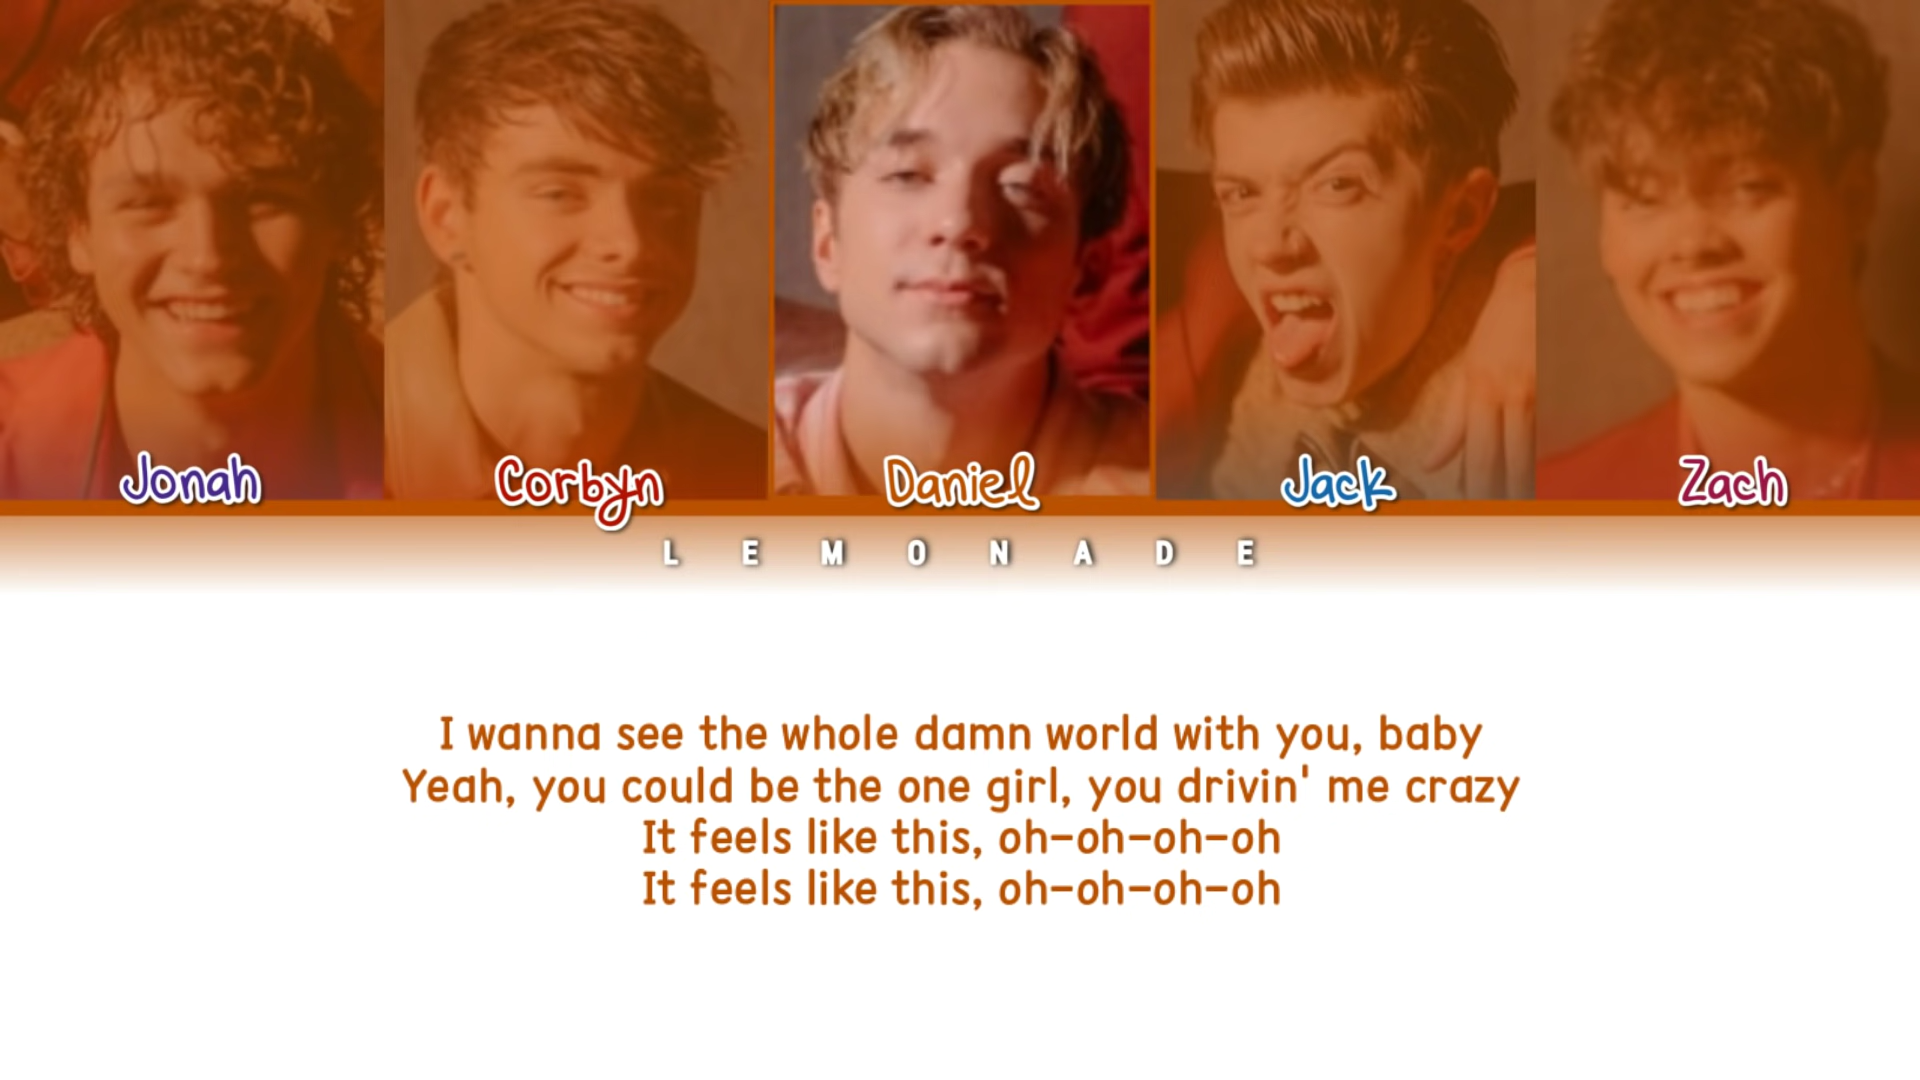 Jonah Corbyn Daniel Jack Zach
LEMONADE
I wanna see the whole damn world with you, baby
Yeah, you could be the one girl, you drivin' me crazy
It feels like this, oh-oh-oh-oh
It feels like this, oh-oh-oh-oh